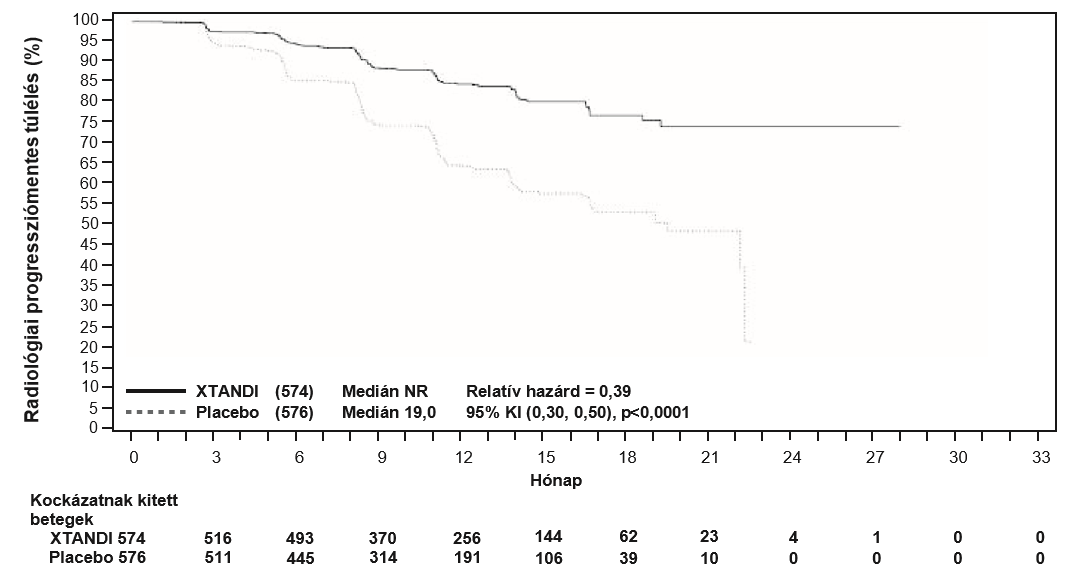 Radiológiai progressziómentes túlélés (%)
100
95
90
85
80
75
70
65
60
55
50
45
40
35
30
25
20
15
10
5
0
XTANDI (574) Medián NR Relatív hazárd = 0,39
Placebo (576) Medián 19,0 95% KI (0,30, 0,50), p<0,0001
0 3 6 9 12 15 18 21 24 27 30 33
Hónap
Kockázatnak kitett
betegek
XTANDI 574 516 493 370 256 144 62 23 4 1 0 0
Placebo 576 511 445 314 191 106 39 10 0 0 0 0